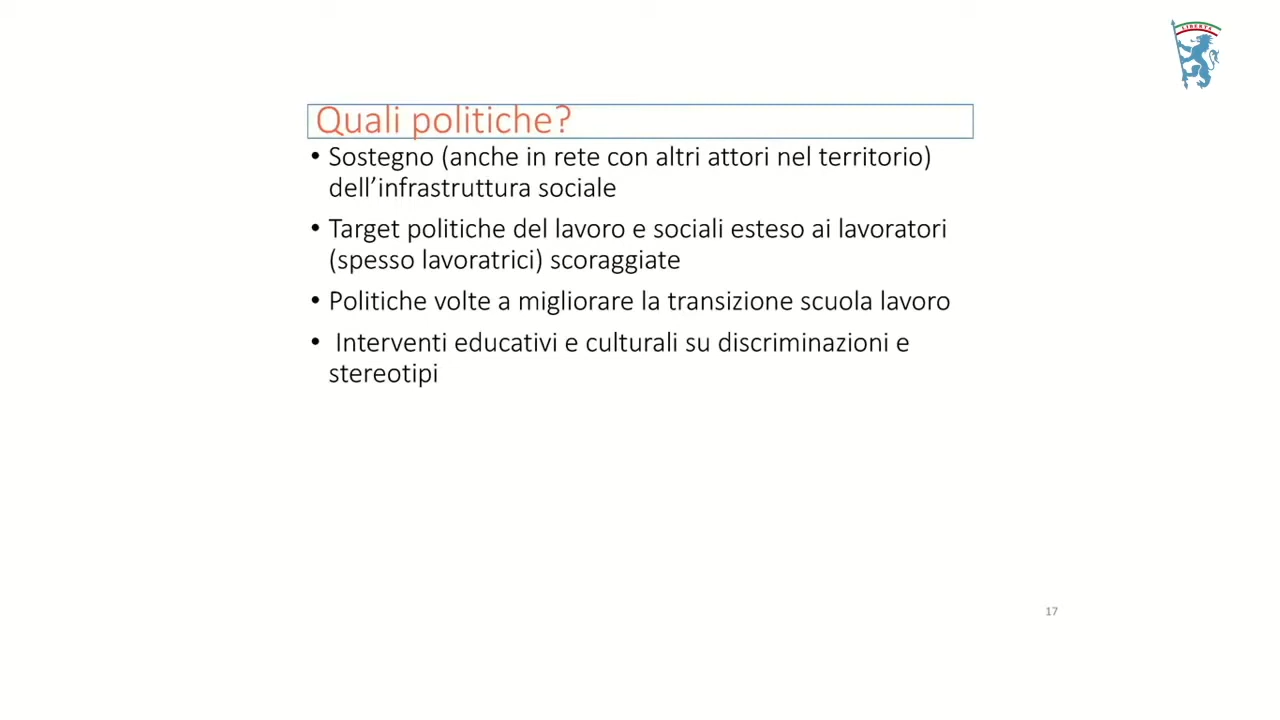 LIBERTA
Quali politiche?
• Sostegno (anche in rete con altri attori nel territorio)
dell’infrastruttura sociale
• Target politiche del lavoro e sociali esteso ai lavoratori
(spesso lavoratrici) scoraggiate
• Politiche volte a migliorare la transizione scuola lavoro
• Interventi educativi e culturali su discriminazioni e
stereotipi
17